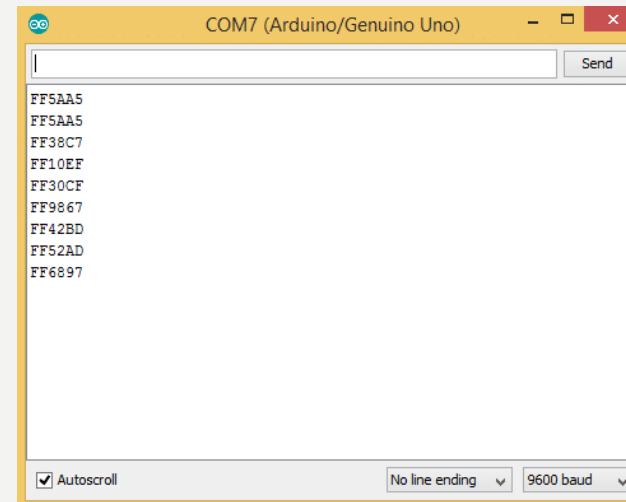 COM7 (Arduino/Genuino Uno)
Send
FF5AA5
FF5AA5
FF38C7
FF10EF
FF30CF
FF9867
FF42BD
FF52AD
FF6897
Autoscroll
No line ending
9600 baud